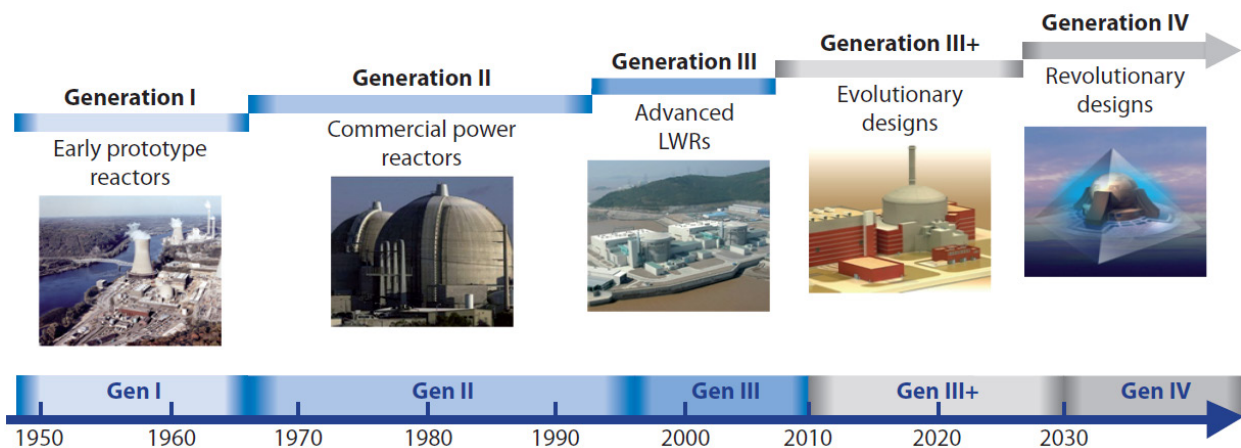 Generation I
Early prototype
reactors
Generation II
Commercial power
reactors
Generation III
Advanced
LWRs
Generation III+
Evolutionary
designs
Generation IV
Revolutionary
designs
Gen I Gen II Gen III Gen III+ Gen IV
1950 1960 1970 1980 1990 2000 2010 2020 2030